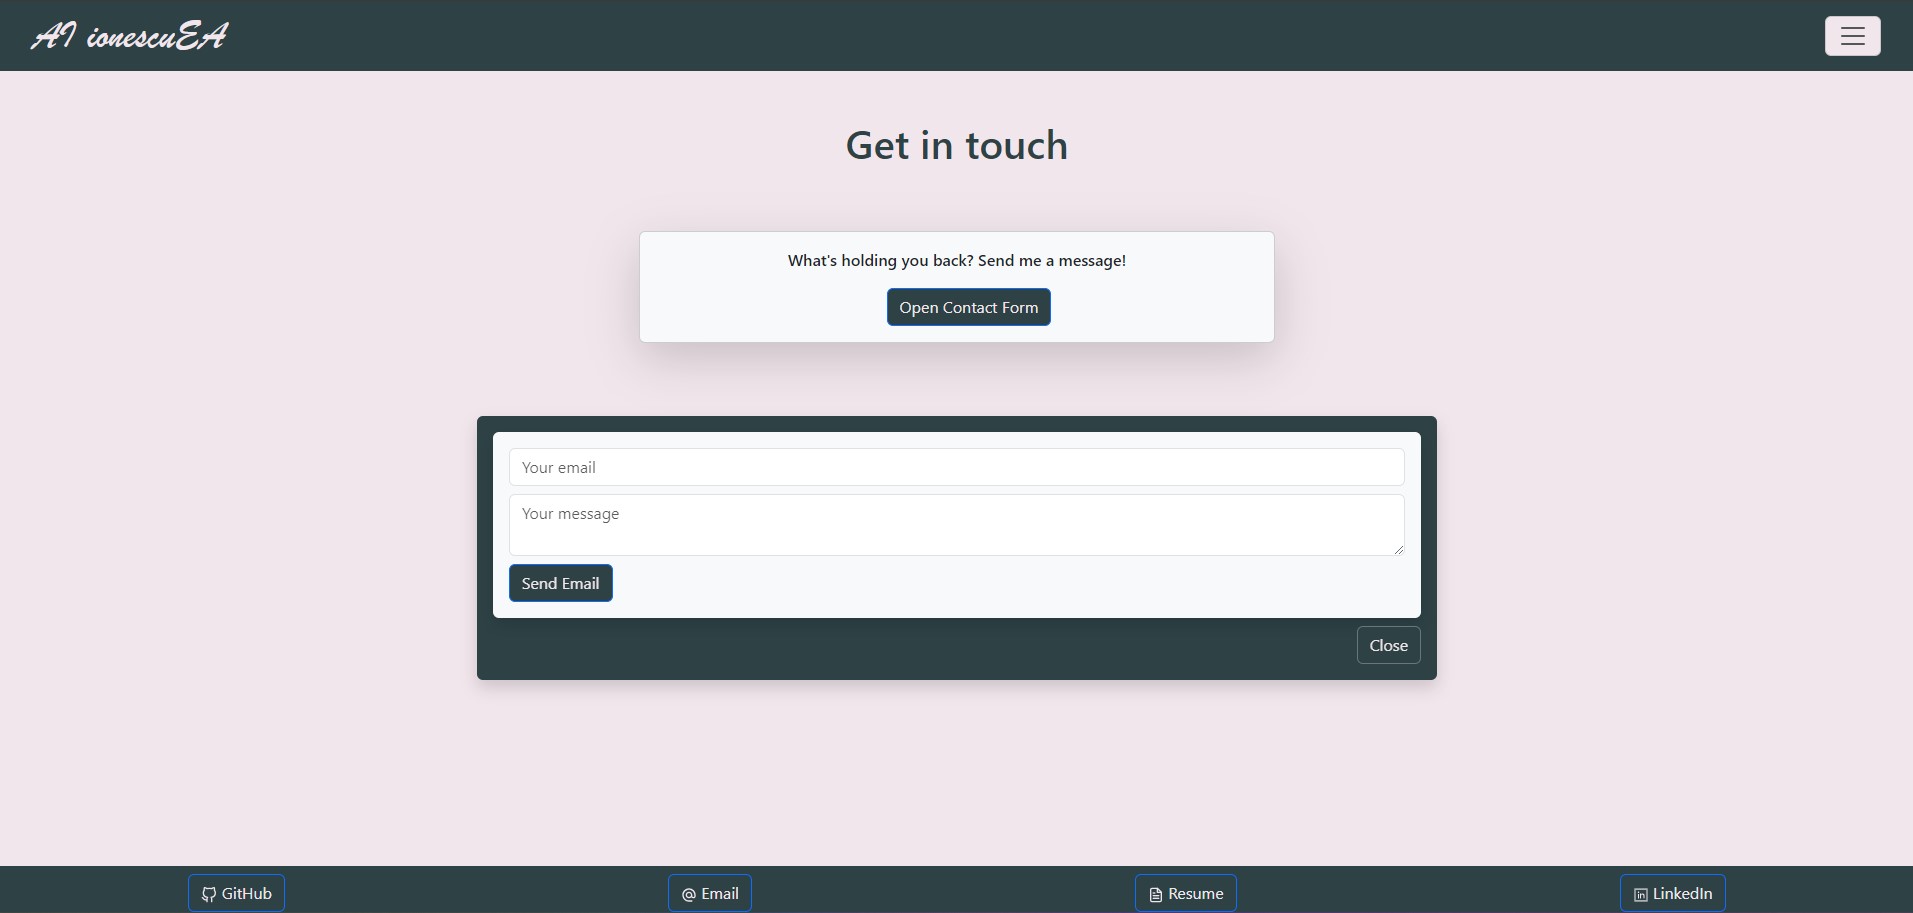 AI ionescuEA
Get in touch
What's holding you back? Send me a message!
Open Contact Form
Your email
Your message
Send Email
Close
GitHub
Email
Resume
LinkedIn